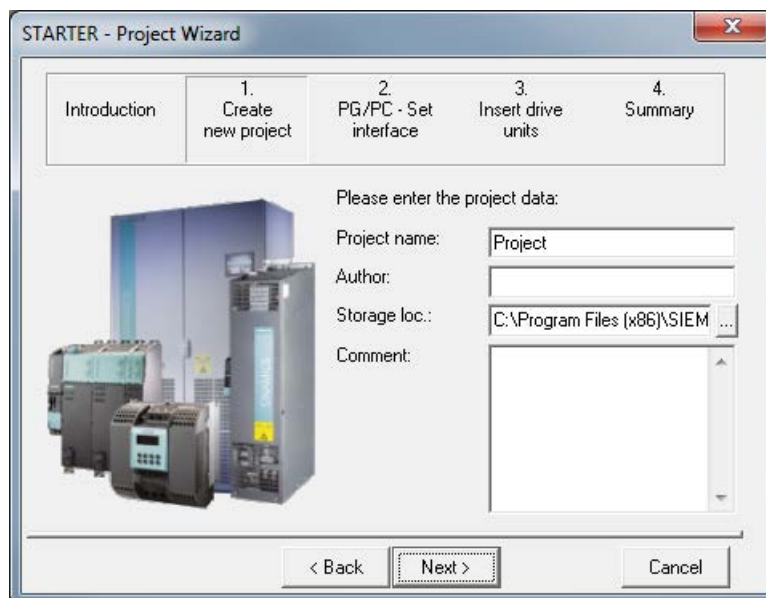 STARTER - Project Wizard
Introduction
1.
Create
new project
2.
PG/PC - Set
interface
3.
Insert drive
units
4.
Summary
Please enter the project data:
Project name:
Project
Author:
Storage loc.:
C:\Program Files (x86)\SIEM
...
Comment:
SINAMICS
< Back
Next >
Cancel